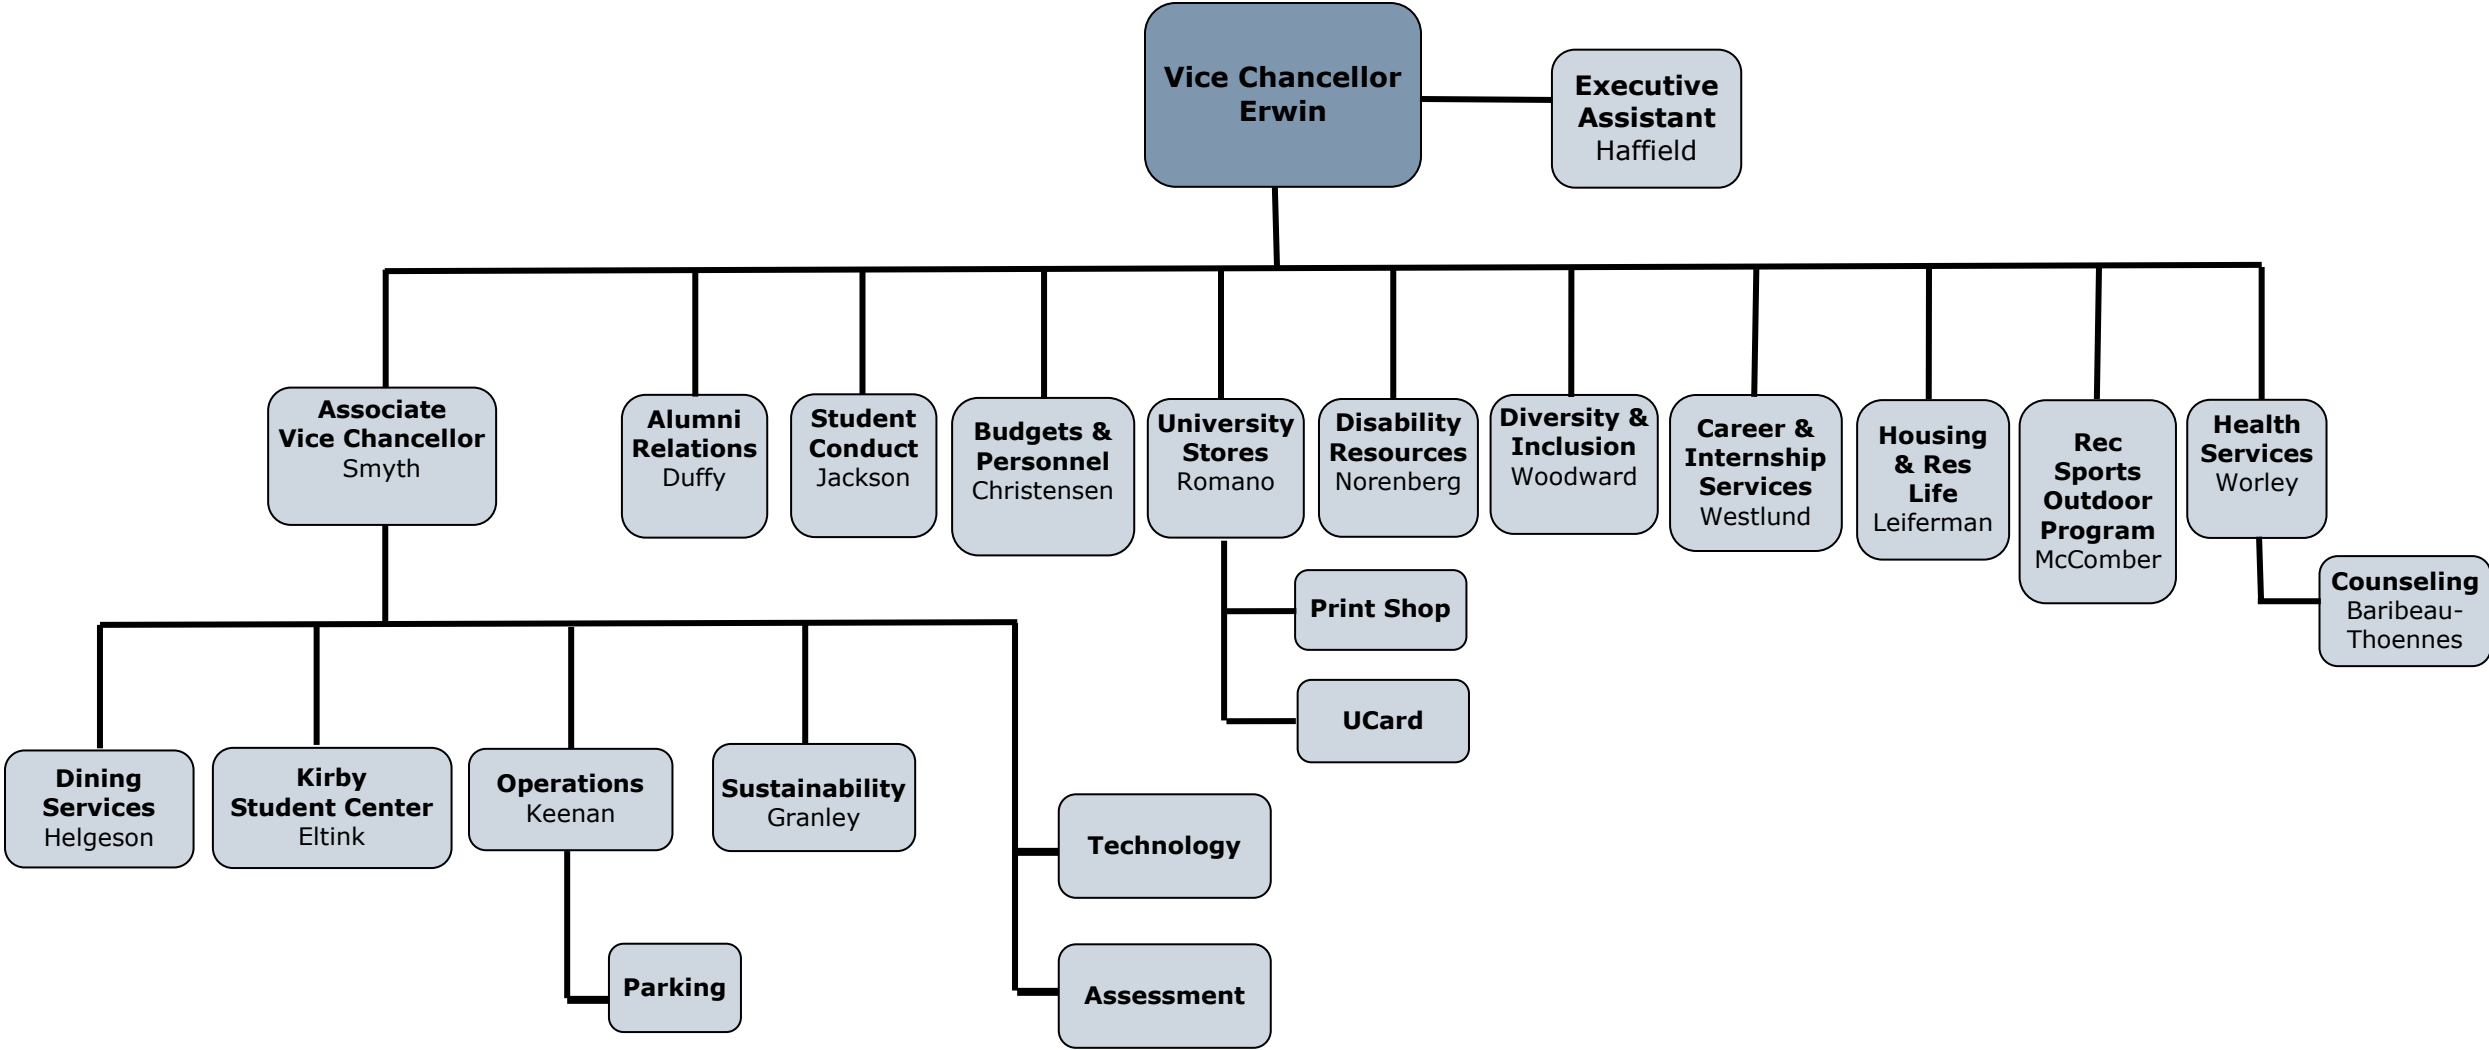 Vice Chancellor
Erwin
Executive
Assistant
Haffield
Associate
Vice Chancellor
Smyth
Alumni
Relations
Duffy
Student
Conduct
Jackson
Budgets &
Personnel
Christensen
University
Stores
Romano
Disability
Resources
Norenberg
Diversity &
Inclusion
Woodward
Career &
Internship
Services
Westlund
Housing
& Res
Life
Leiferman
Rec
Sports
Outdoor
Program
McComber
Health
Services
Worley
Counseling
Baribeau-
Thoennes
Print Shop
UCard
Dining
Services
Helgeson
Kirby
Student Center
Eltink
Operations
Keenan
Sustainability
Granley
Technology
Parking
Assessment